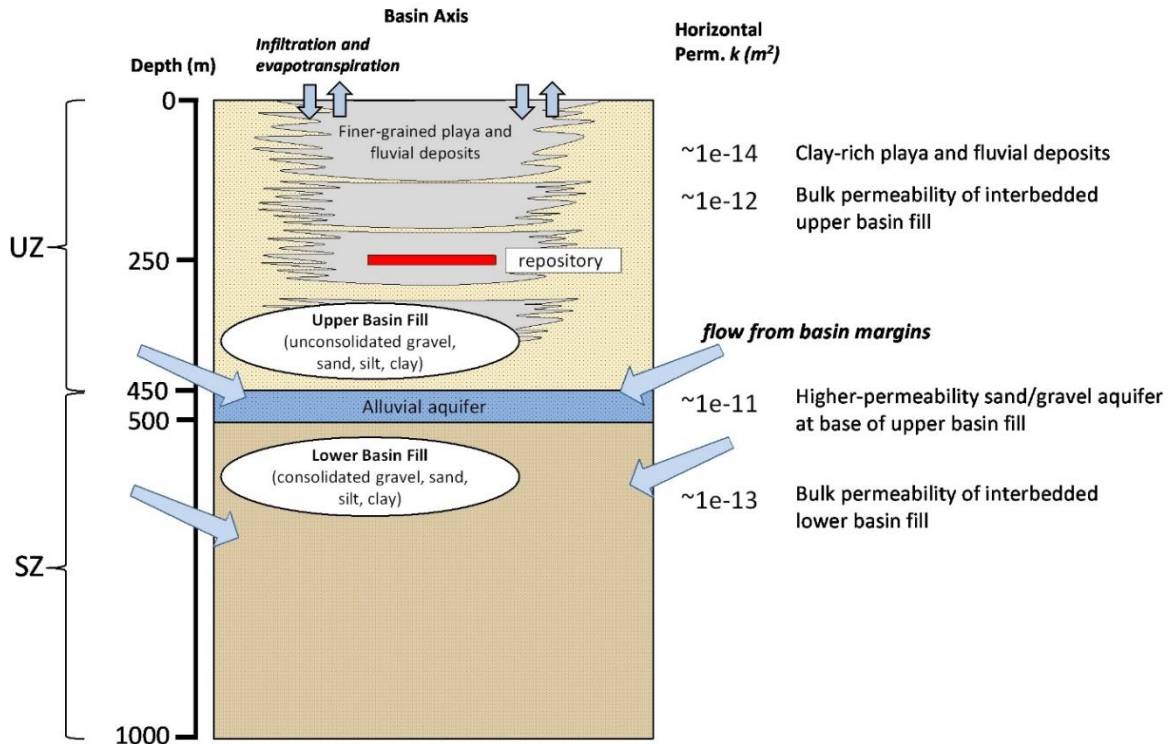 Basin Axis
Infiltration and
evapotranspiration
Depth (m)
Horizontal
Perm. k (m²)
0
Finer-grained playa and
fluvial deposits
~1e-14 Clay-rich playa and fluvial deposits
~1e-12 Bulk permeability of interbedded
upper basin fill
UZ
250
repository
Upper Basin Fill
(unconsolidated gravel,
sand, silt, clay)
flow from basin margins
450
Alluvial aquifer
~1e-11 Higher-permeability sand/gravel aquifer
at base of upper basin fill
500
Lower Basin Fill
(consolidated gravel, sand,
silt, clay)
~1e-13 Bulk permeability of interbedded
lower basin fill
SZ
1000